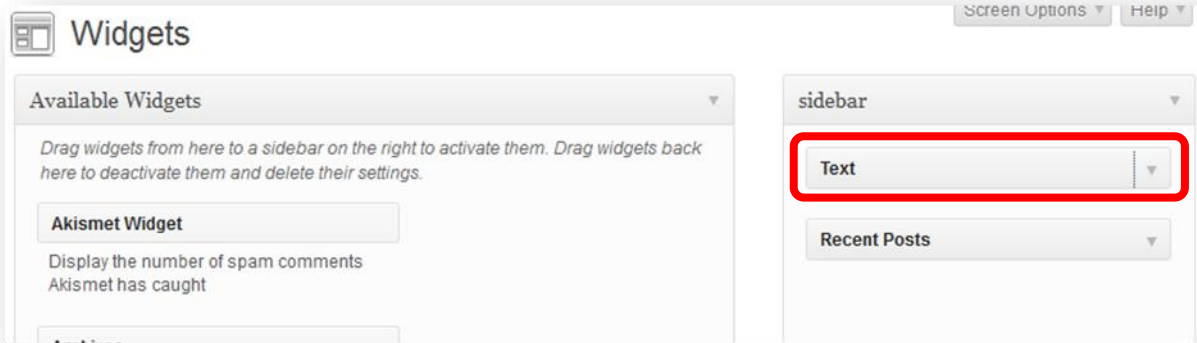 Screen Options
Help
Widgets
Available Widgets
Drag widgets from here to a sidebar on the right to activate them. Drag widgets back
here to deactivate them and delete their settings.
Akismet Widget
Display the number of spam comments
Akismet has caught
sidebar
Text
Recent Posts